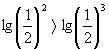 lg(1/2)² 〉 lg(1/2)³